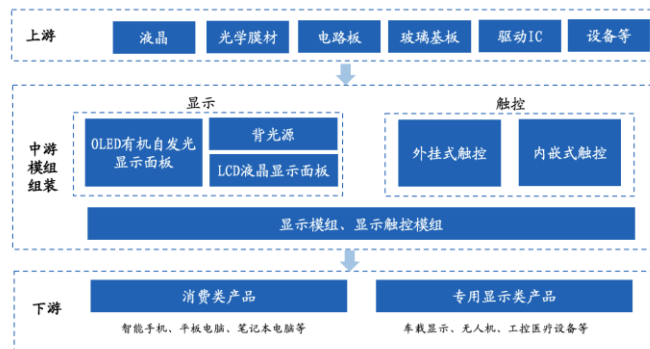 上游
液晶
光学膜材
电路板
玻璃基板
驱动IC
设备等
显示
触控
中游
模组
组装
OLED有机自发光
显示面板
背光源
LCD液晶显示面板
外挂式触控
内嵌式触控
显示模组、显示触控模组
下游
消费类产品
专用显示类产品
智能手机、平板电脑、笔记本电脑等
车载显示、无人机、工控医疗设备等